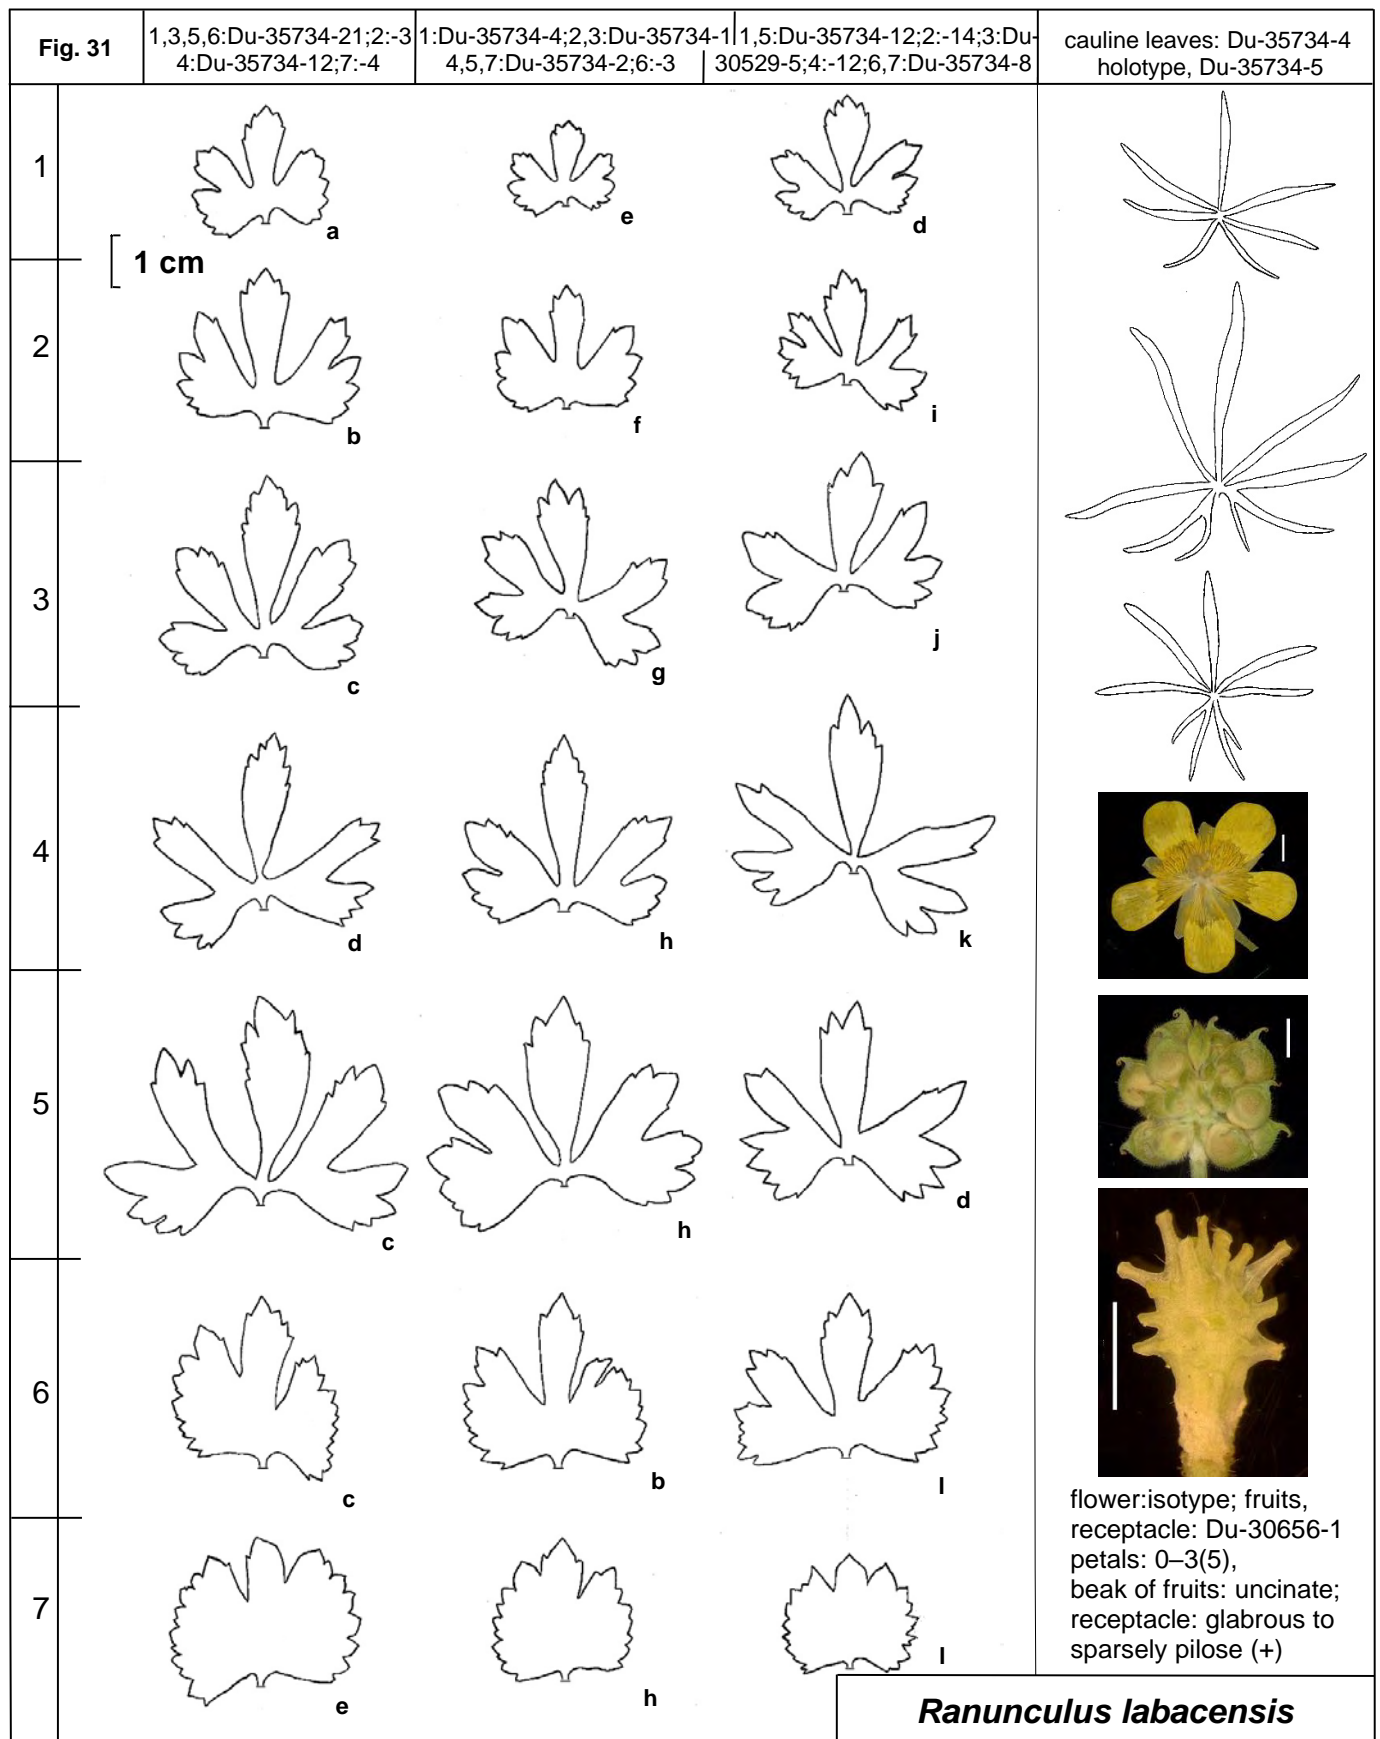 Fig. 31
1,3,5,6:Du-35734-21;2:-3
4:Du-35734-12;7:-4
1:Du-35734-4;2,3:Du-35734-1
4,5,7:Du-35734-2;6:-3
1,5:Du-35734-12;2:-14;3:Du-
30529-5;4:-12;6,7:Du-35734-8
cauline leaves: Du-35734-4
holotype, Du-35734-5
1
a
e
d
1 cm
2
b
f
i
3
c
g
j
4
d
h
k
5
c
h
d
6
c
b
l
7
e
h
l
flower:isotype; fruits,
receptacle: Du-30656-1
petals: 0–3(5),
beak of fruits: uncinate;
receptacle: glabrous to
sparsely pilose (+)
Ranunculus labacensis